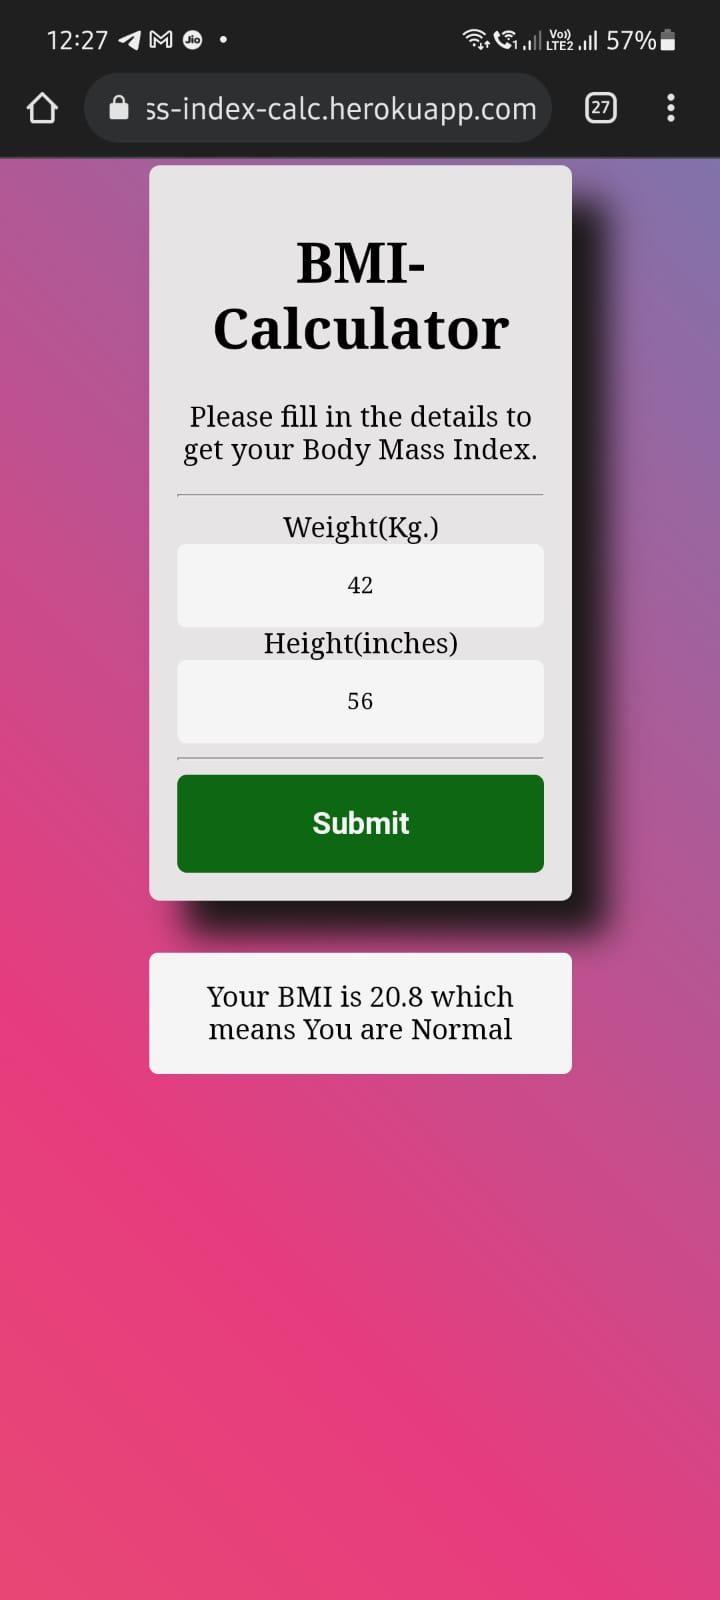 12:27 Jio Vo)) LTE2 57%
ss-index-calc.herokuapp.com 27
BMI-
Calculator
Please fill in the details to
get your Body Mass Index.
Weight(Kg.)
42
Height(inches)
56
Submit
Your BMI is 20.8 which
means You are Normal